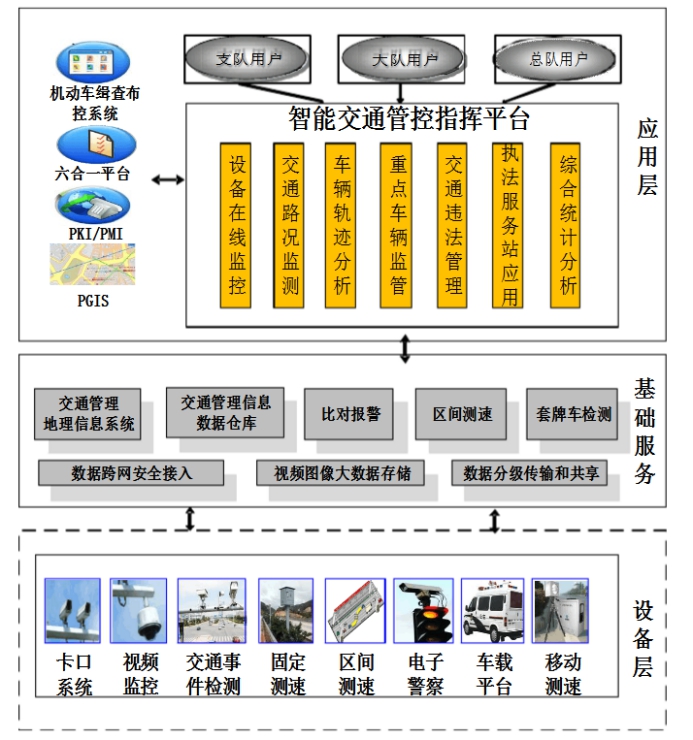 支队用户
大队用户
总队用户
机动车缉查布
控系统
六合一平台
PKI/PMI
PGIS
智能交通管控指挥平台
设备在线监控
交通路况监测
车辆轨迹分析
重点车辆监管
交通违法管理
执法服务站应用
综合统计分析
应用层
交通管理
地理信息系统
交通管理信息
数据仓库
比对报警
区间测速
套牌车检测
数据跨网安全接入
视频图像大数据存储
数据分级传输和共享
基础服务
卡口
系统
视频
监控
交通事
件检测
固定
测速
区间
测速
电子
警察
车载
平台
移动
测速
设备层